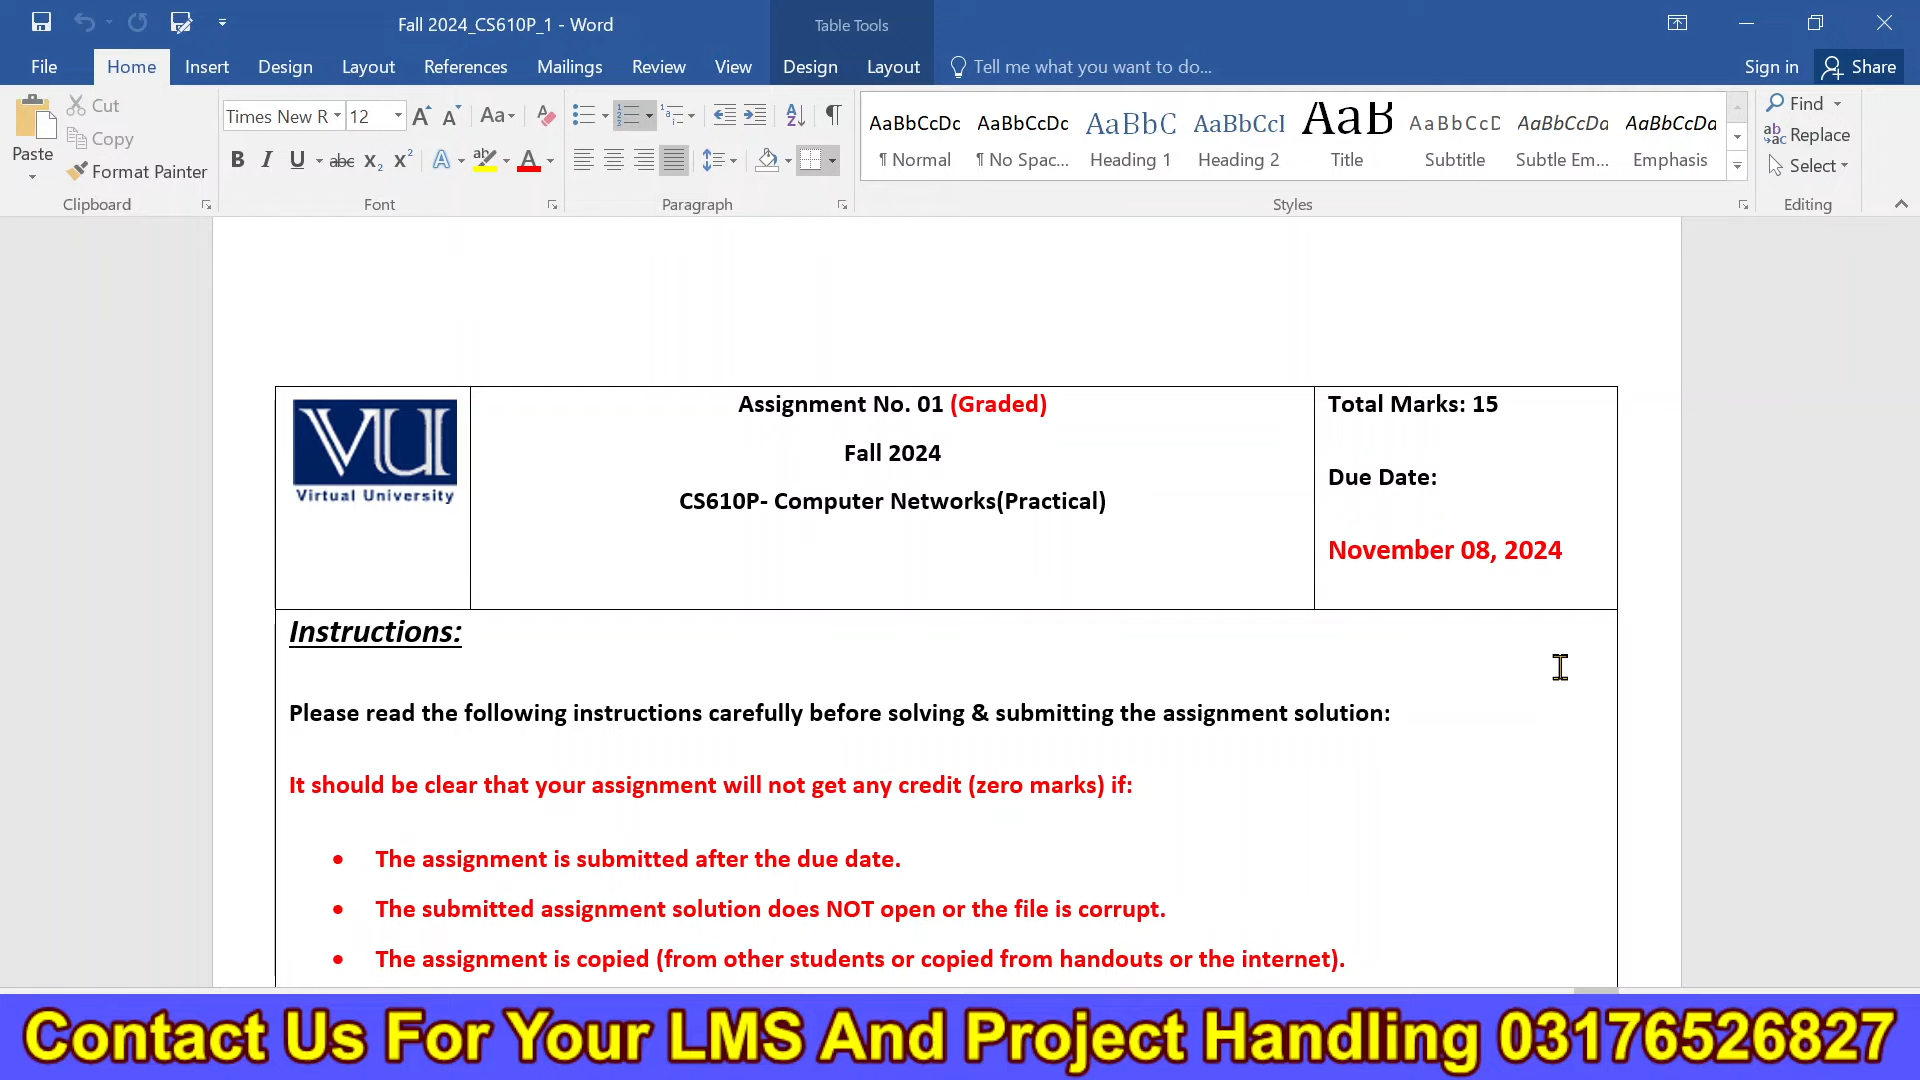 Fall 2024_CS610P_1 - Word
Table Tools
File Home Insert Design Layout References Mailings Review View Design Layout Tell me what you want to do... Sign in Share
Paste
Cut
Copy
Format Painter
Clipboard
Times New R 12
Aa
B I U abc X₂ X² A A
Font
Paragraph
AaBbCcDc AaBbCcDc AaBbC AaBbCcI AaB AaBbCcD AaBbCcDa AaBbCcDa
¶ Normal ¶ No Spac... Heading 1 Heading 2 Title Subtitle Subtle Em... Emphasis
Styles
Find
Replace
Select
Editing
VU
Virtual University
Assignment No. 01 (Graded)
Fall 2024
CS610P- Computer Networks(Practical)
Total Marks: 15
Due Date:
November 08, 2024
Instructions:
Please read the following instructions carefully before solving & submitting the assignment solution:
It should be clear that your assignment will not get any credit (zero marks) if:
• The assignment is submitted after the due date.
• The submitted assignment solution does NOT open or the file is corrupt.
• The assignment is copied (from other students or copied from handouts or the internet).
Contact Us For Your LMS And Project Handling 03176526827